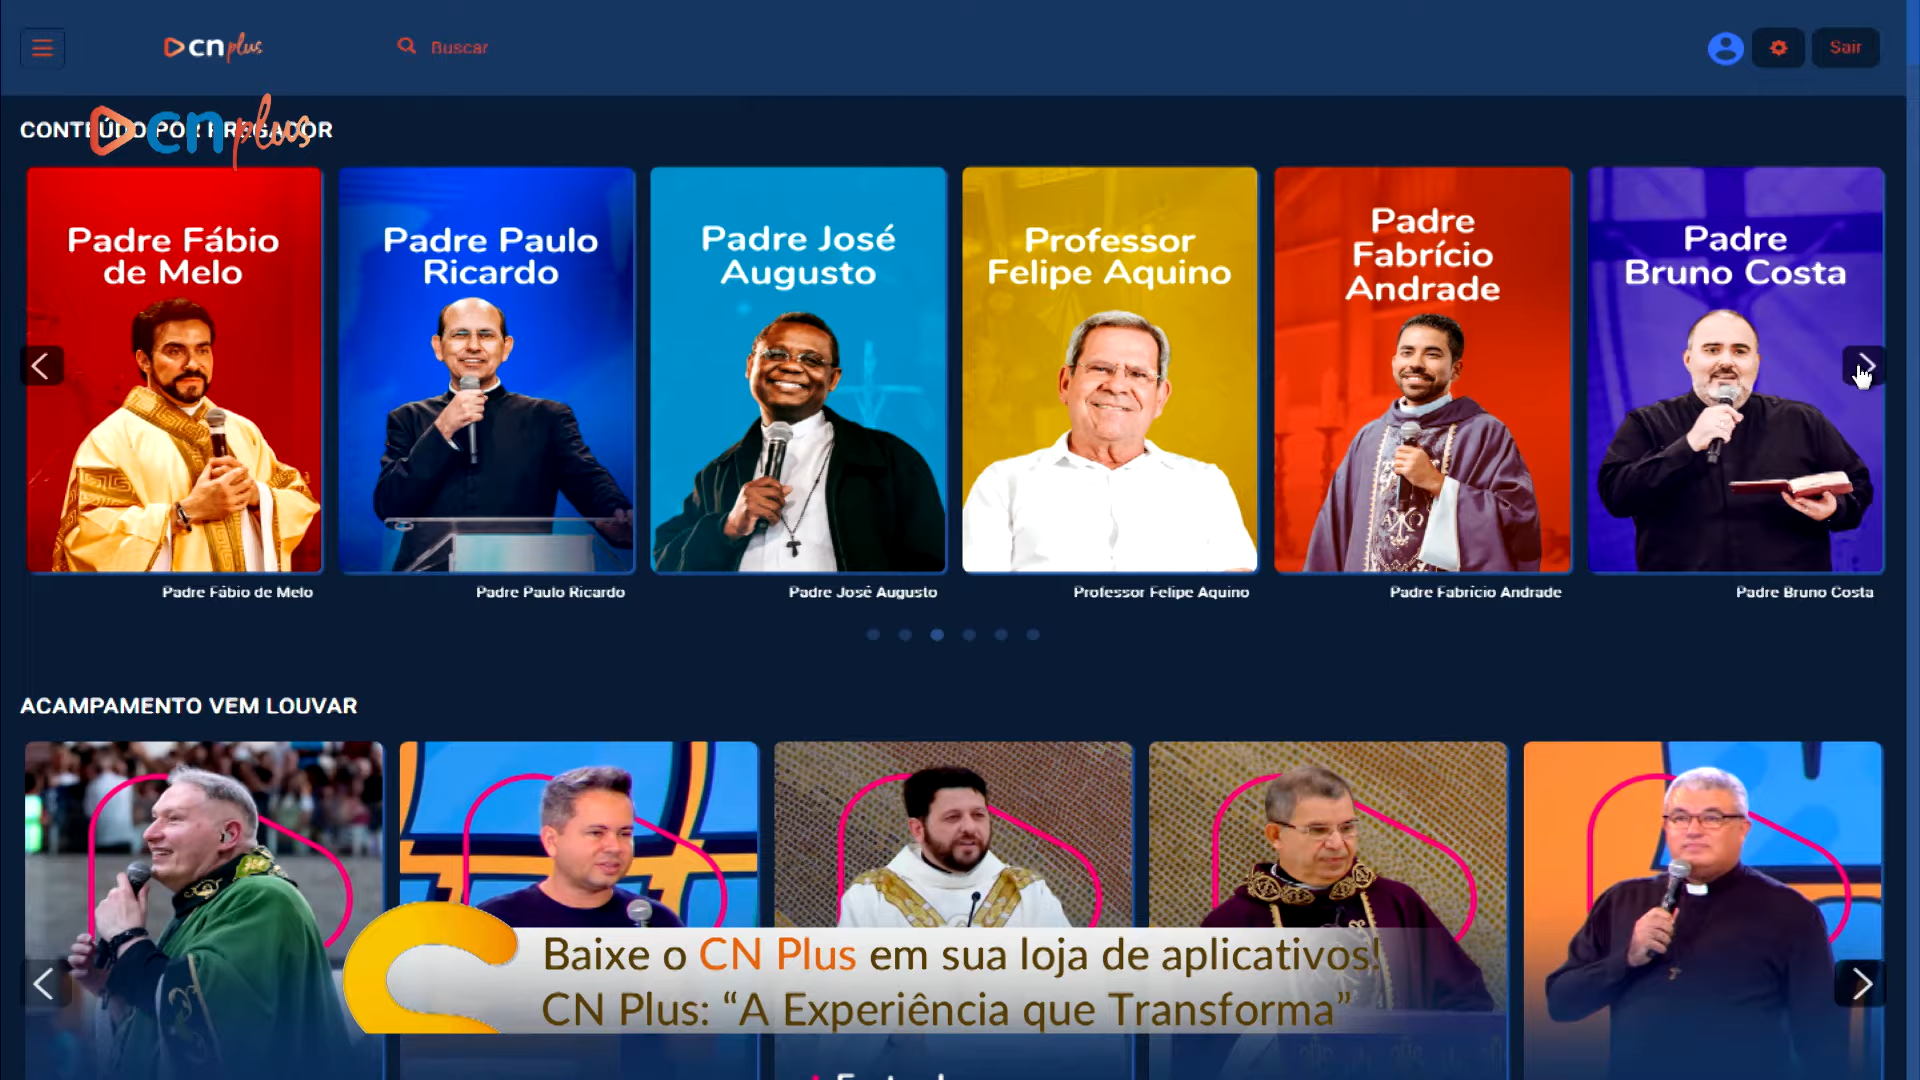 cnplus
Buscar
Sair
CONTEÚDO POR PREGADOR
cnplus
Padre Fábio
de Melo
Padre Paulo
Ricardo
Padre José
Augusto
Professor
Felipe Aquino
Padre
Fabrício
Andrade
Padre
Bruno Costa
Padre Fábio de Melo
Padre Paulo Ricardo
Padre José Augusto
Professor Felipe Aquino
Padre Fabrício Andrade
Padre Bruno Costa
ACAMPAMENTO VEM LOUVAR
Baixe o CN Plus em sua loja de aplicativos!
CN Plus: “A Experiência que Transforma”